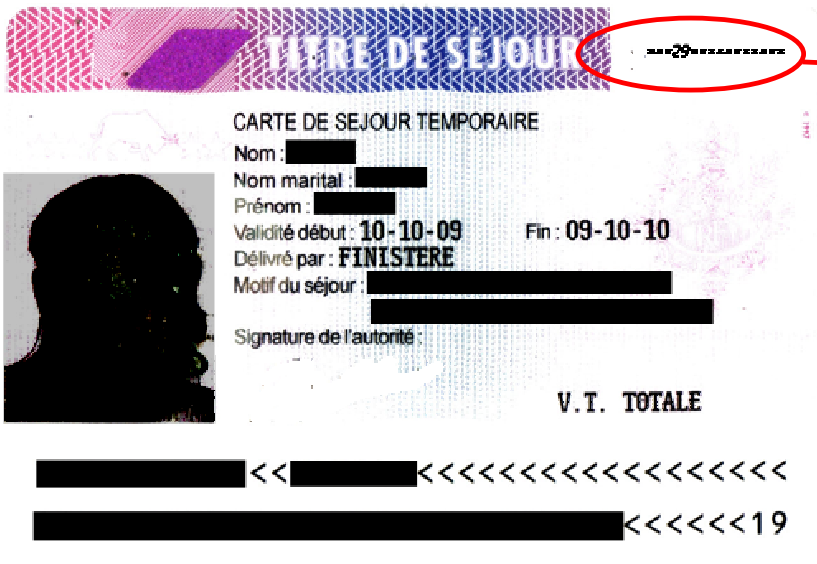 TITRE DE SÉJOUR
***29**********
CARTE DE SEJOUR TEMPORAIRE
Nom :
Nom marital :
Prénom :
Validité début : 10-10-09 Fin : 09-10-10
Délivré par : FINISTERE
Motif du séjour :
Signature de l'autorité :
V.T. TOTALE
<<<<<<<<<<<<<<<<<<<<
<<<<<<19